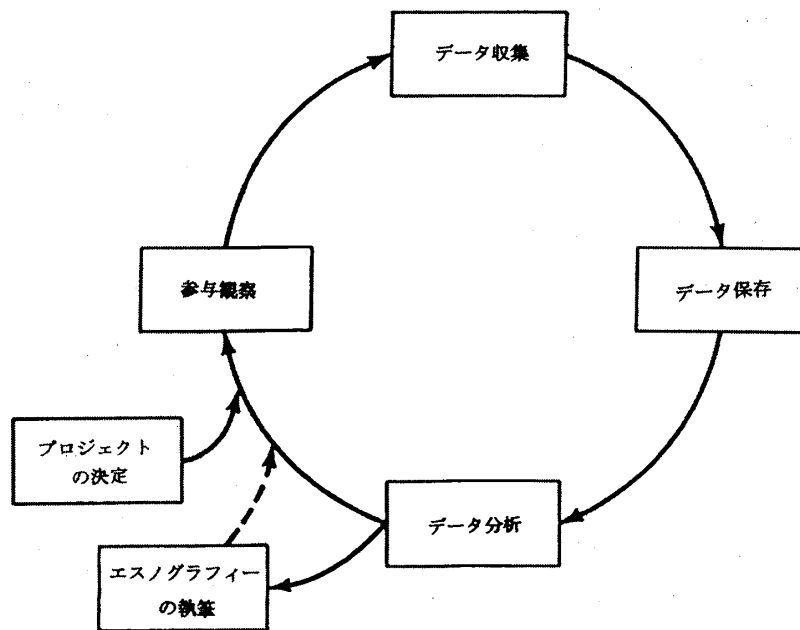 データ収集
参与観察
データ保存
プロジェクト
の決定
データ分析
エスノグラフィー
の執筆